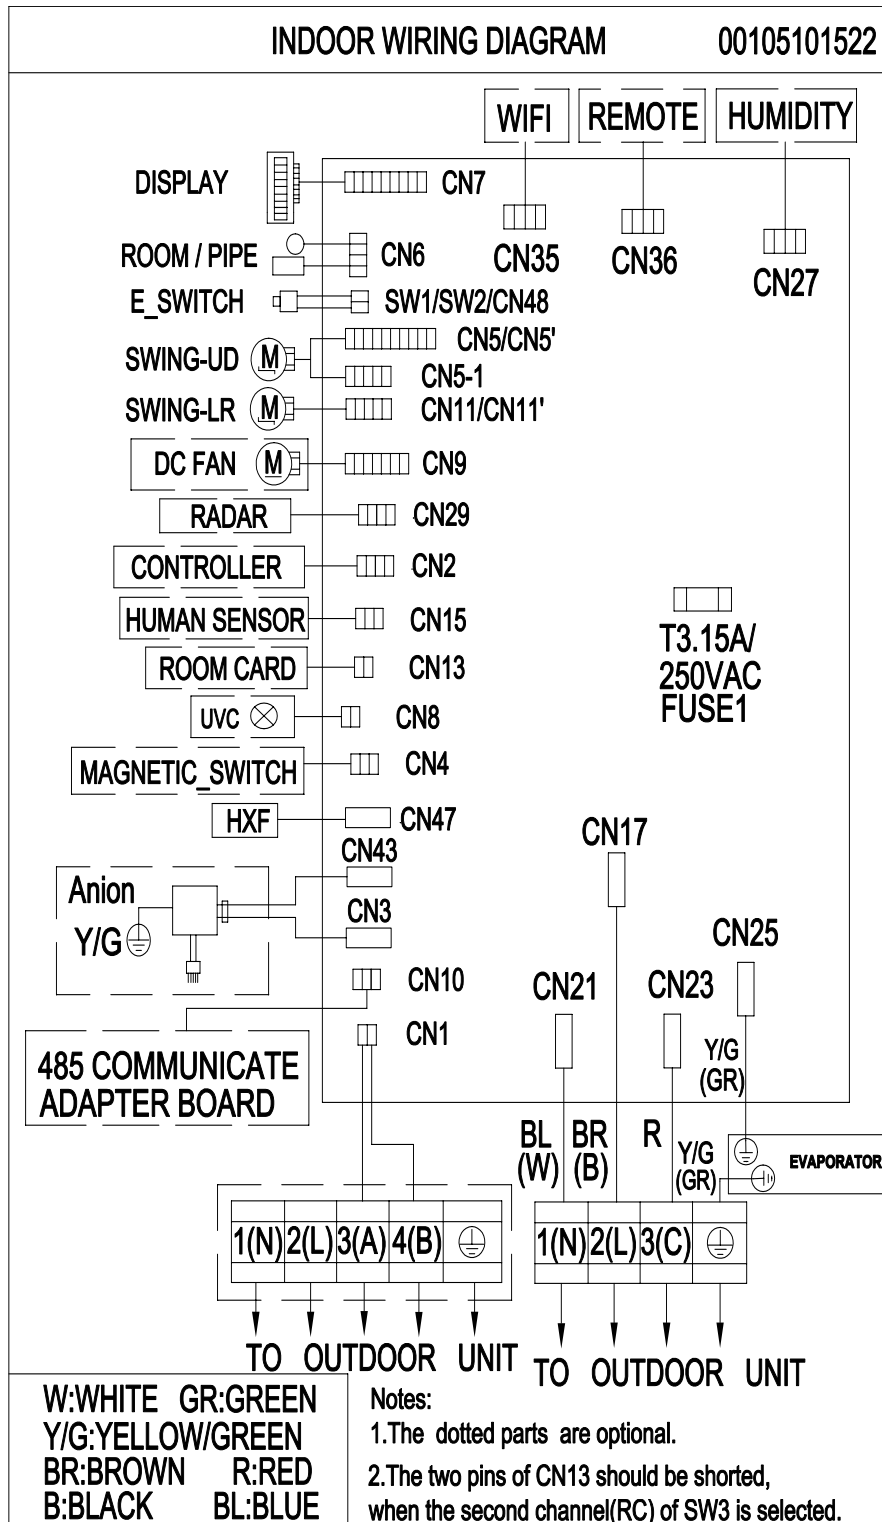 INDOOR WIRING DIAGRAM 00105101522
WIFI REMOTE HUMIDITY
DISPLAY CN7
ROOM / PIPE CN6 CN35 CN36 CN27
E_SWITCH SW1/SW2/CN48
SWING-UD M CN5/CN5'
CN5-1
SWING-LR M CN11/CN11'
DC FAN M CN9
RADAR CN29
CONTROLLER CN2
HUMAN SENSOR CN15
ROOM CARD CN13
T3.15A/
250VAC
FUSE1
UVC CN8
MAGNETIC_SWITCH CN4
HXF CN47
CN17
CN43
Anion
CN3
Y/G
CN25
CN10
CN21
CN23
CN1
485 COMMUNICATE
ADAPTER BOARD
Y/G
(GR)
BL
(W)
BR
(B)
R
Y/G
(GR)
EVAPORATOR
1(N) 2(L) 3(A) 4(B)
1(N) 2(L) 3(C)
TO OUTDOOR UNIT
TO OUTDOOR UNIT
W:WHITE GR:GREEN
Y/G:YELLOW/GREEN
BR:BROWN R:RED
B:BLACK BL:BLUE
Notes:
1.The dotted parts are optional.
2.The two pins of CN13 should be shorted,
when the second channel(RC) of SW3 is selected.